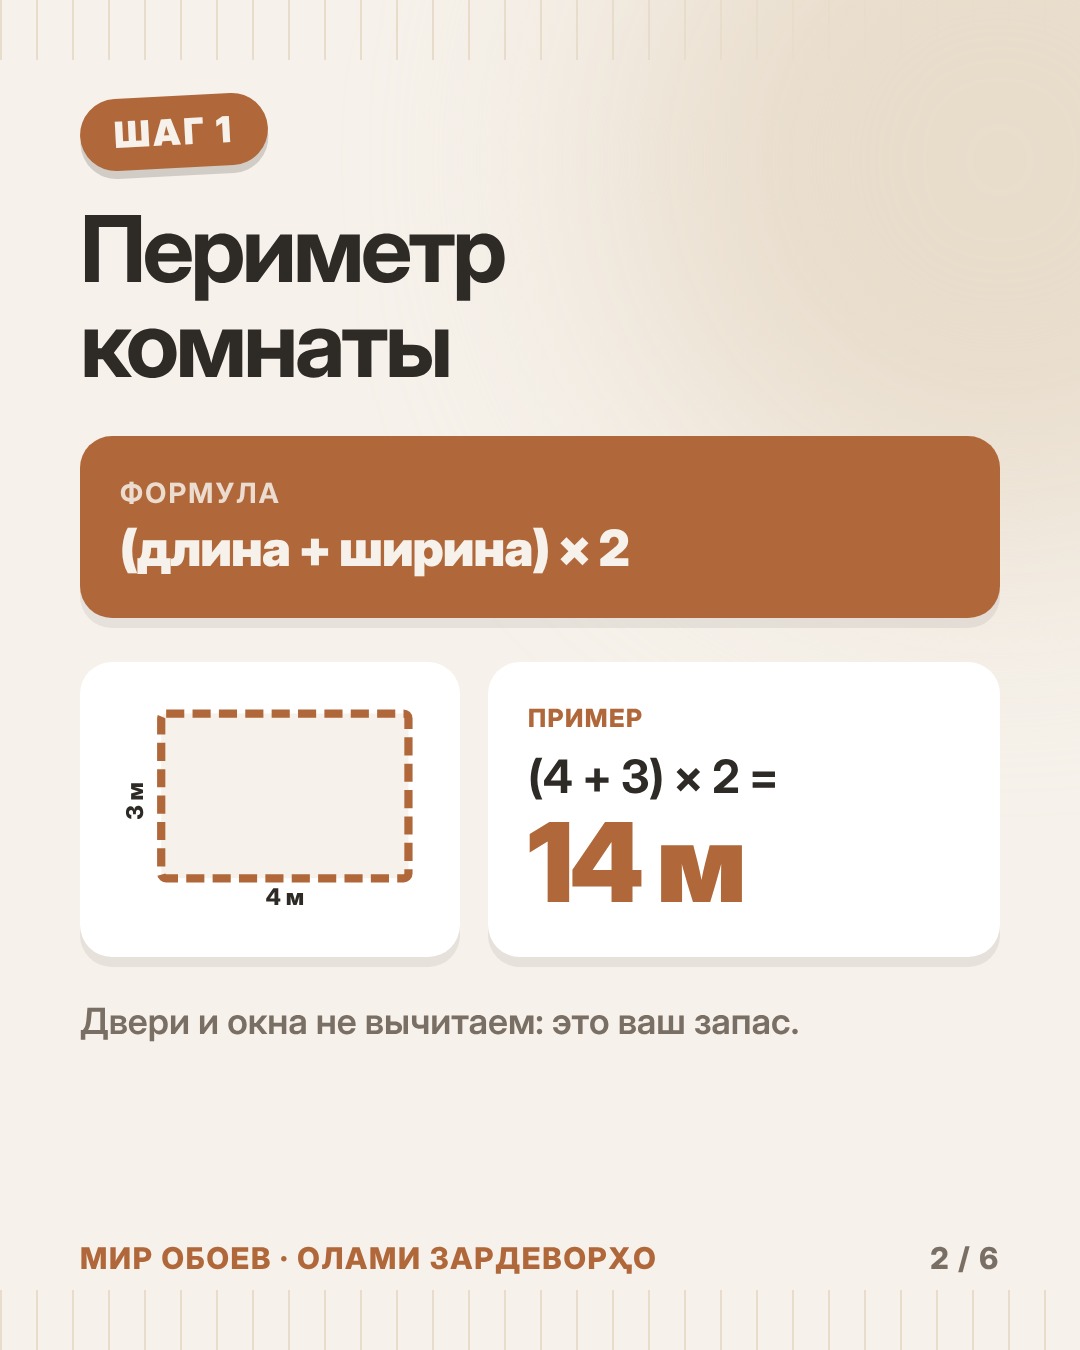 ШАГ 1
Периметр
комнаты
ФОРМУЛА
(длина + ширина) × 2
3 м
4 м
ПРИМЕР
(4 + 3) × 2 =
14 м
Двери и окна не вычитаем: это ваш запас.
МИР ОБОЕВ · ОЛАМИ ЗАРДЕВОРҲО
2 / 6